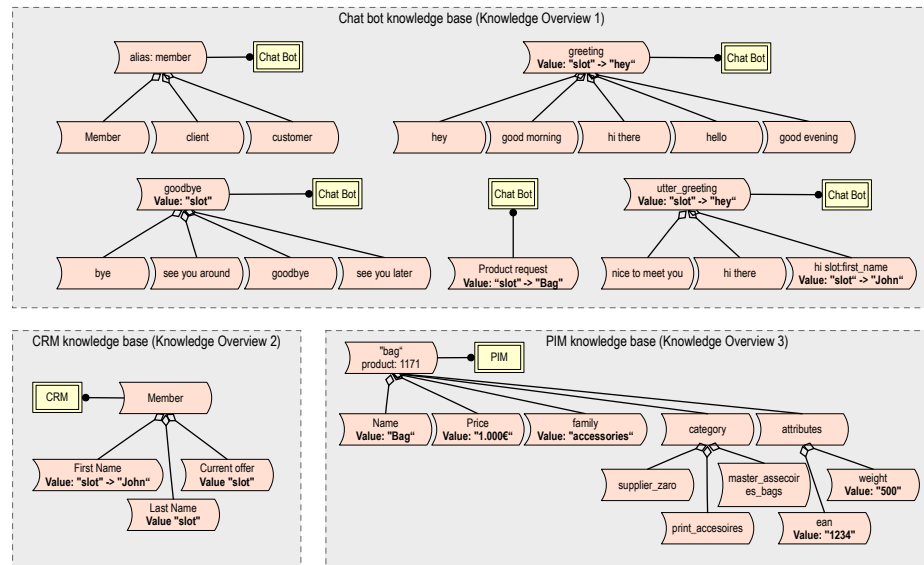 Chat bot knowledge base (Knowledge Overview 1)
alias: member
Chat Bot
greeting
Value: "slot" -> "hey“
Chat Bot
Member
client
customer
hey
good morning
hi there
hello
good evening
goodbye
Value: "slot"
Chat Bot
Chat Bot
utter_greeting
Value: "slot" -> "hey“
Chat Bot
bye
see you around
goodbye
see you later
Product request
Value: “slot" -> "Bag"
nice to meet you
hi there
hi slot:first_name
Value: "slot“ -> "John“
CRM knowledge base (Knowledge Overview 2)
CRM
Member
First Name
Value: "slot" -> "John“
Current offer
Value "slot"
Last Name
Value "slot"
PIM knowledge base (Knowledge Overview 3)
"bag“
product: 1171
PIM
Name
Value: "Bag“
Price
Value: "1.000€“
family
Value: "accessories“
category
attributes
supplier_zaro
master_assecoir
es_bags
weight
Value: "500"
print_accesoires
ean
Value: "1234"